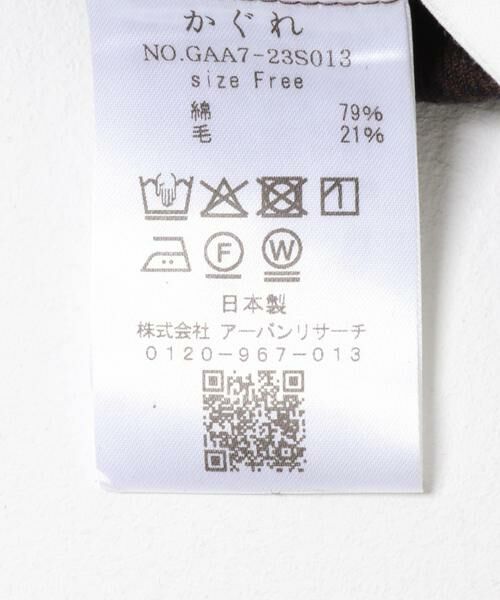 かぐれ
NO.GAA7-23S013
size Free
綿 79%
毛 21%
F W
日本製
株式会社 アーバンリサーチ
0120-967-013